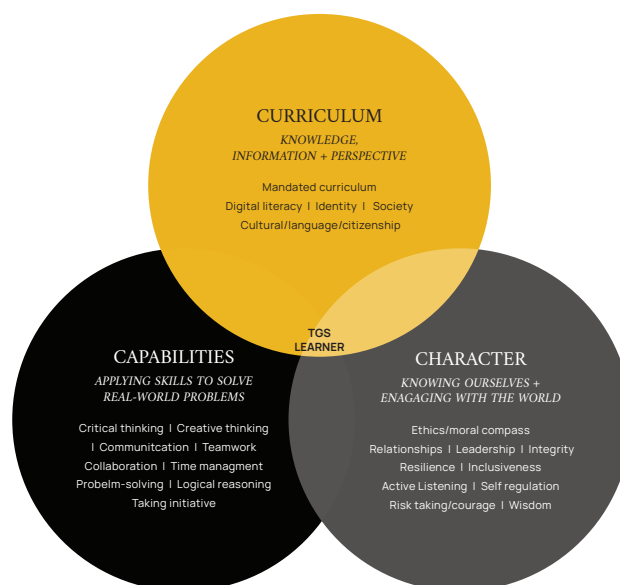 CURRICULUM
KNOWLEDGE,
INFORMATION + PERSPECTIVE
Mandated curriculum
Digital literacy | Identity | Society
Cultural/language/citizenship
TGS
LEARNER
CAPABILITIES
APPLYING SKILLS TO SOLVE
REAL-WORLD PROBLEMS
Critical thinking | Creative thinking
| Communitcation | Teamwork
Collaboration | Time managment
Probelm-solving | Logical reasoning
Taking initiative
CHARACTER
KNOWING OURSELVES +
ENAGAGING WITH THE WORLD
Ethics/moral compass
Relationships | Leadership | Integrity
Resilience | Inclusiveness
Active Listening | Self regulation
Risk taking/courage | Wisdom